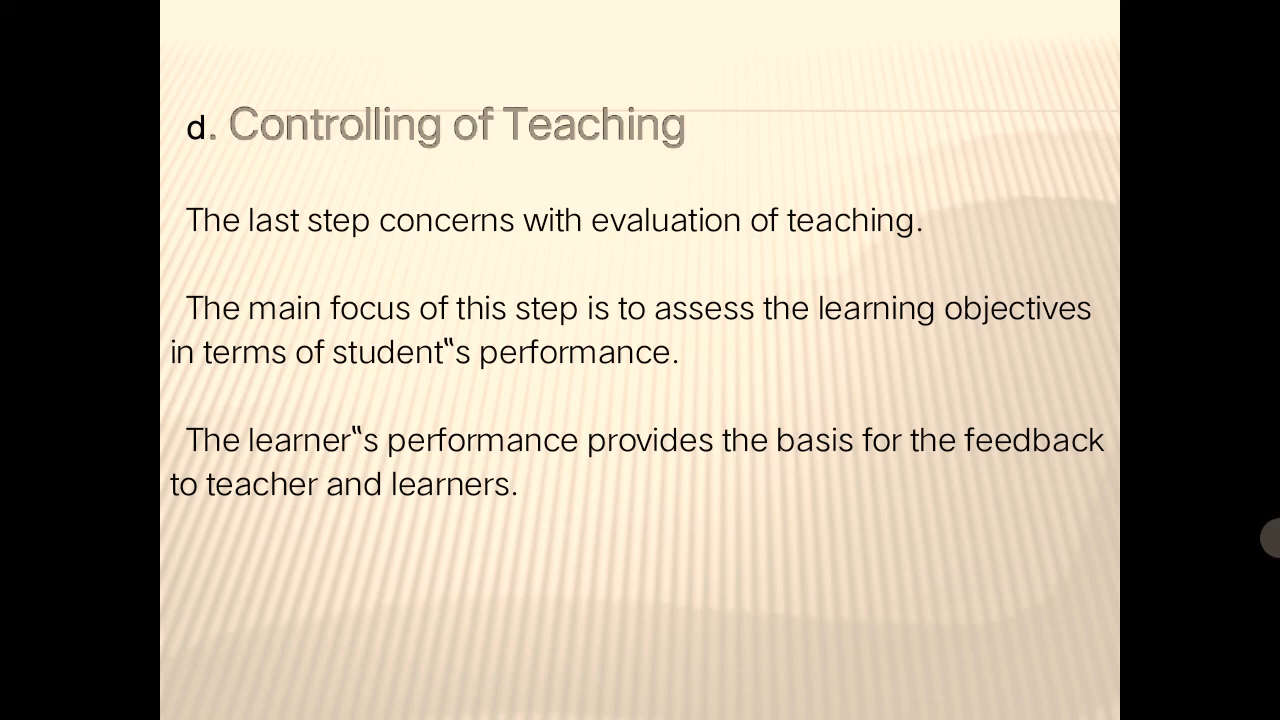 d. Controlling of Teaching
The last step concerns with evaluation of teaching.
The main focus of this step is to assess the learning objectives
in terms of student‟s performance.
The learner‟s performance provides the basis for the feedback
to teacher and learners.